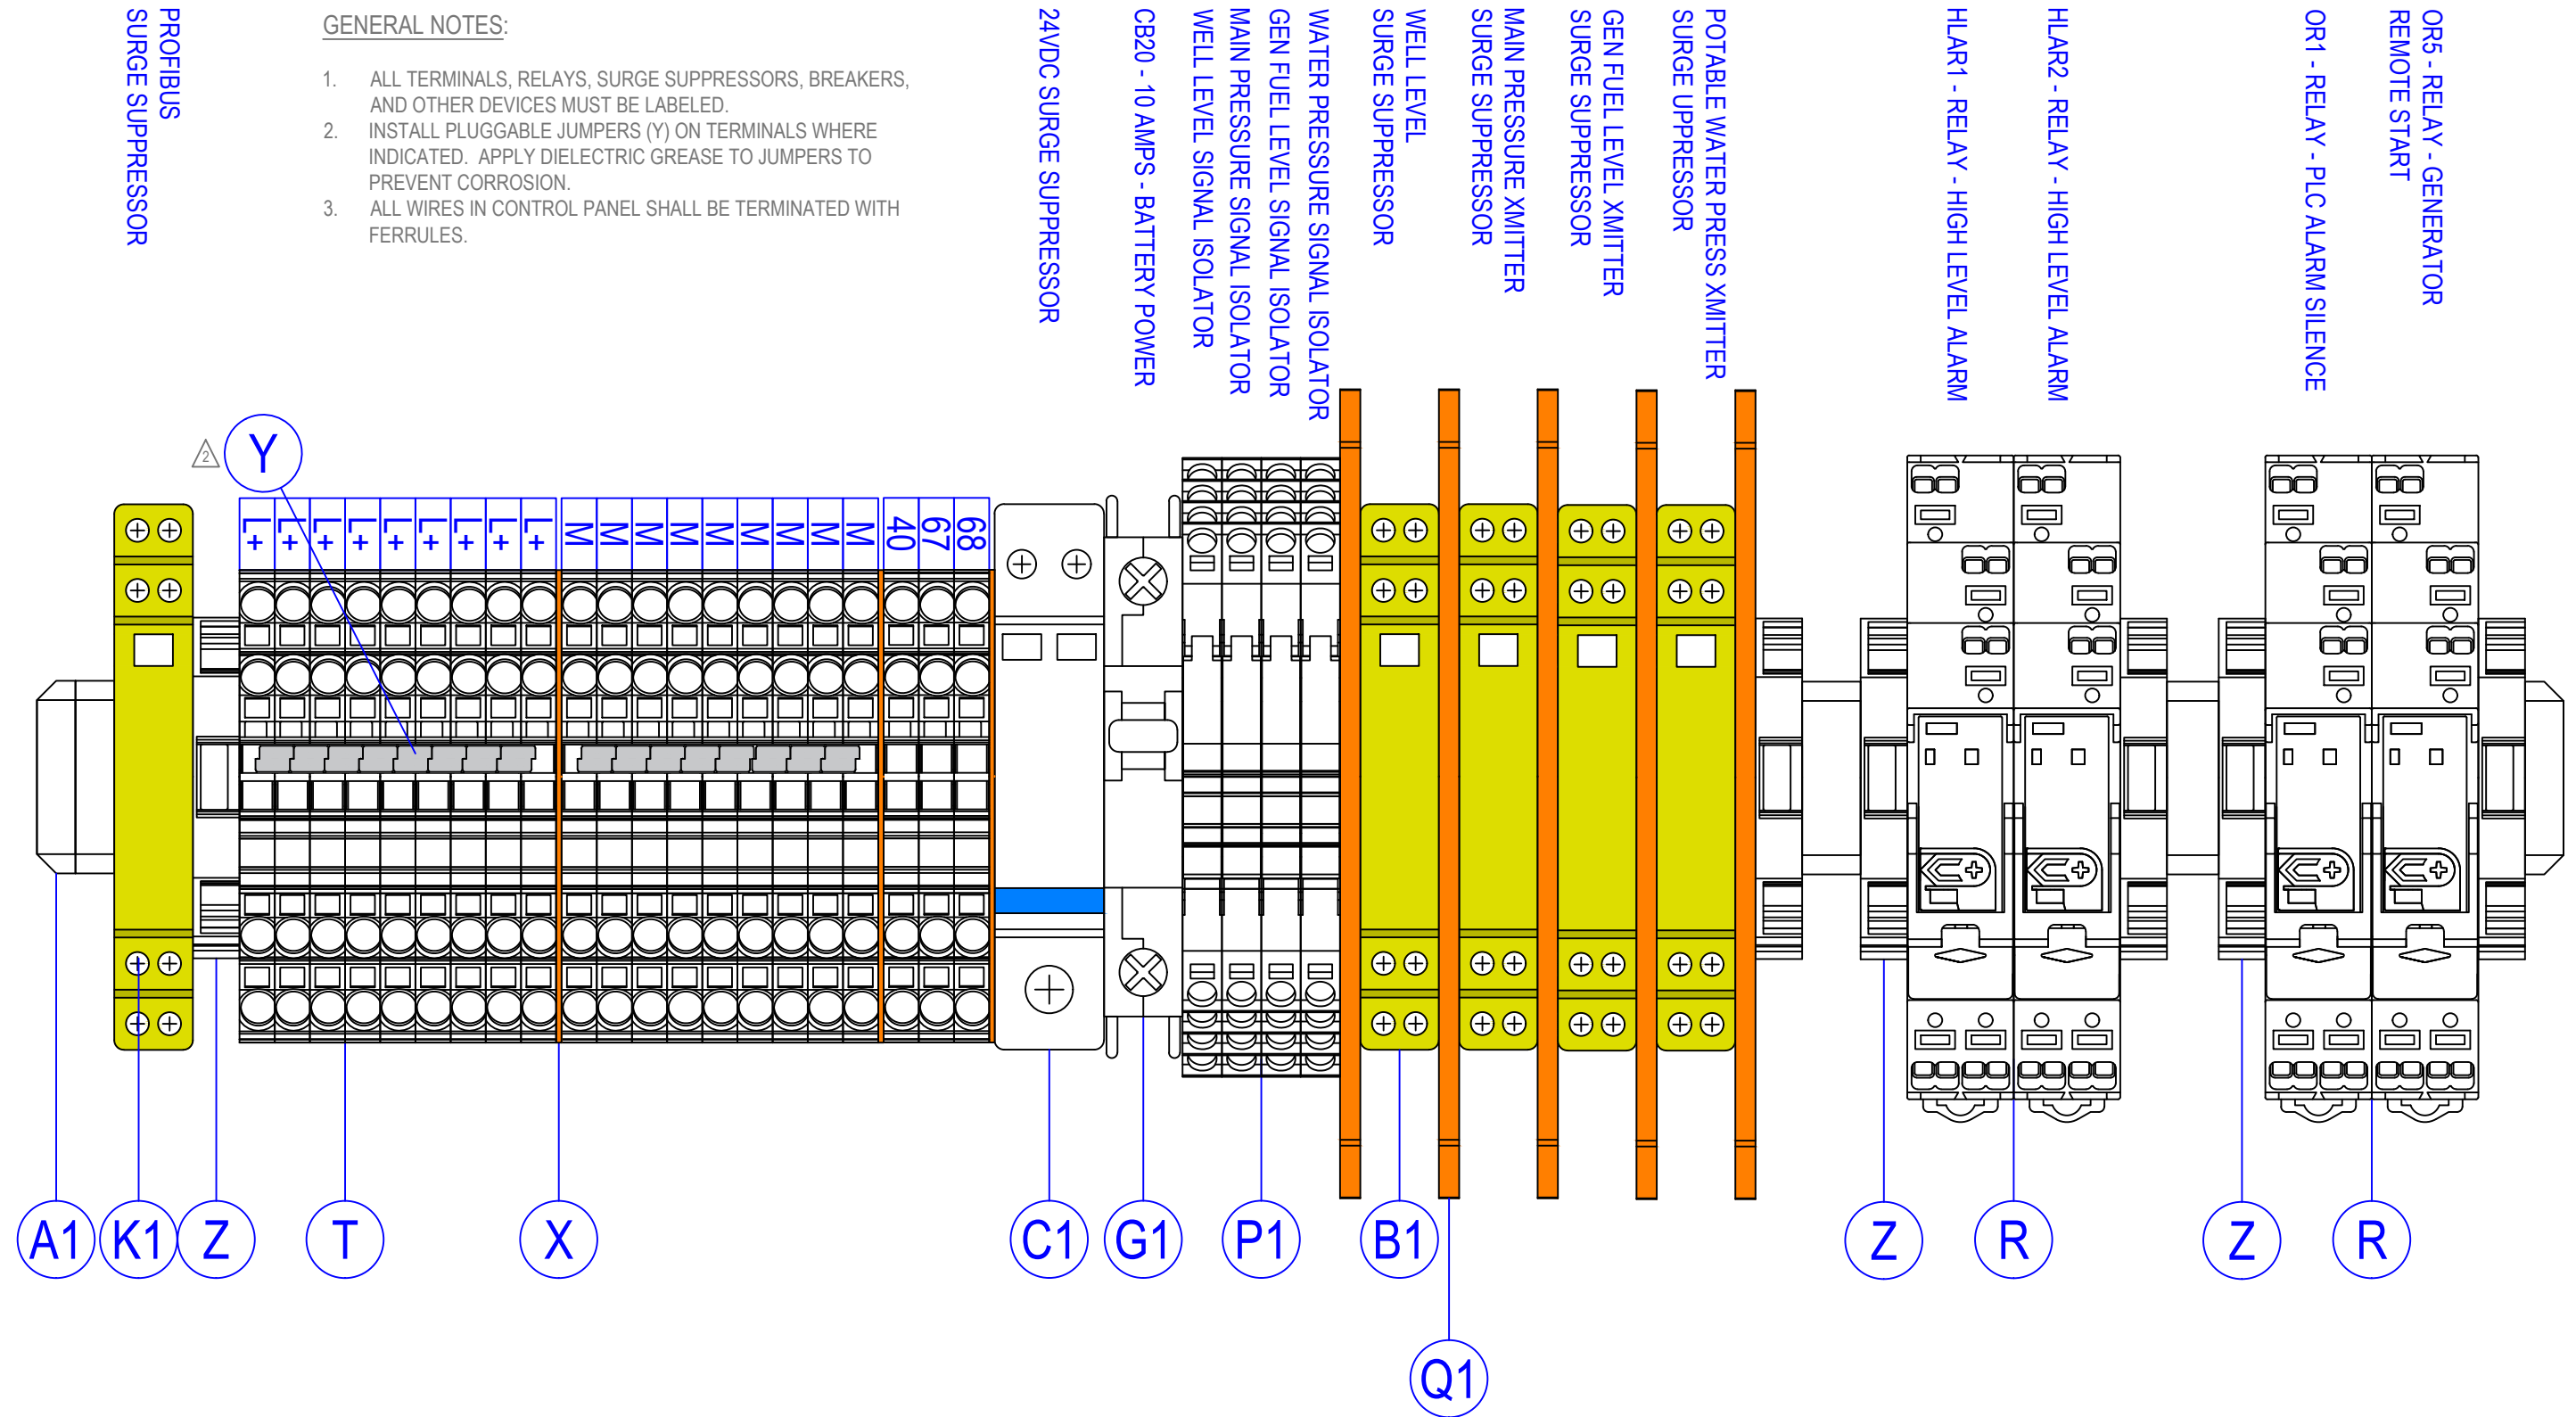 PROFIBUS
SURGE SUPPRESSOR
GENERAL NOTES:
1. ALL TERMINALS, RELAYS, SURGE SUPPRESSORS, BREAKERS,
AND OTHER DEVICES MUST BE LABELED.
2. INSTALL PLUGGABLE JUMPERS (Y) ON TERMINALS WHERE
INDICATED. APPLY DIELECTRIC GREASE TO JUMPERS TO
PREVENT CORROSION.
3. ALL WIRES IN CONTROL PANEL SHALL BE TERMINATED WITH
FERRULES.
24VDC SURGE SUPPRESSOR
CB20 - 10 AMPS - BATTERY POWER
WELL LEVEL SIGNAL ISOLATOR
MAIN PRESSURE SIGNAL ISOLATOR
GEN FUEL LEVEL SIGNAL ISOLATOR
WATER PRESSURE SIGNAL ISOLATOR
WELL LEVEL
SURGE SUPPRESSOR
MAIN PRESSURE XMITTER
SURGE SUPPRESSOR
GEN FUEL LEVEL XMITTER
SURGE SUPPRESSOR
POTABLE WATER PRESS XMITTER
SURGE UPPRESSOR
HLAR1 - RELAY - HIGH LEVEL ALARM
HLAR2 - RELAY - HIGH LEVEL ALARM
OR1 - RELAY - PLC ALARM SILENCE
OR5 - RELAY - GENERATOR
REMOTE START
2
Y
L+
L+
L+
L+
L+
L+
L+
L+
L+
M
M
M
M
M
M
M
M
M
40
67
68
A1
K1
Z
T
X
C1
G1
P1
B1
Q1
Z
R
Z
R